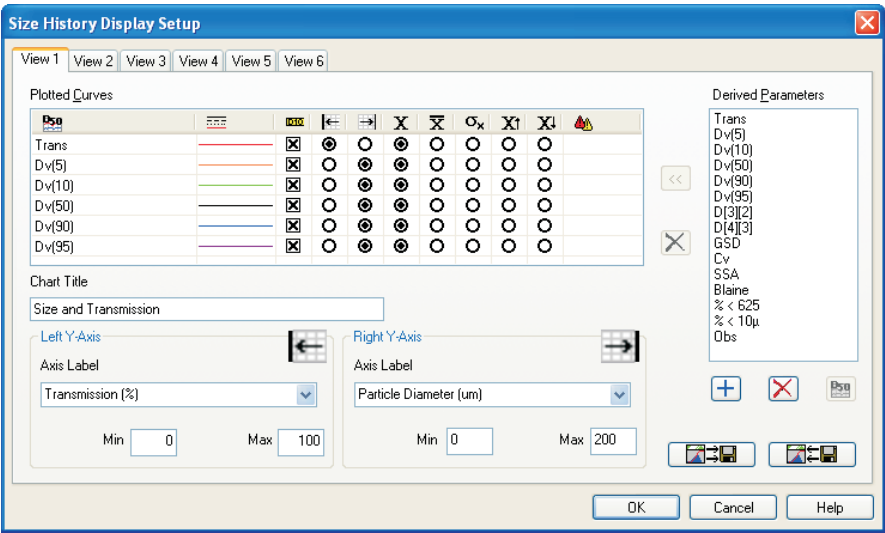 Size History Display Setup
View 1 View 2 View 3 View 4 View 5 View 6
Plotted Curves
D50 X X̅ σx X↑ X↓
Trans
Dv(5)
Dv(10)
Dv(50)
Dv(90)
Dv(95)
Chart Title
Size and Transmission
Left Y-Axis
Axis Label
Transmission (%)
Min 0 Max 100
Right Y-Axis
Axis Label
Particle Diameter (um)
Min 0 Max 200
<<
Derived Parameters
Trans
Dv(5)
Dv(10)
Dv(50)
Dv(90)
Dv(95)
D[3][2]
D[4][3]
GSD
Cv
SSA
Blaine
% < 625
% < 10µ
Obs
D50
OK Cancel Help